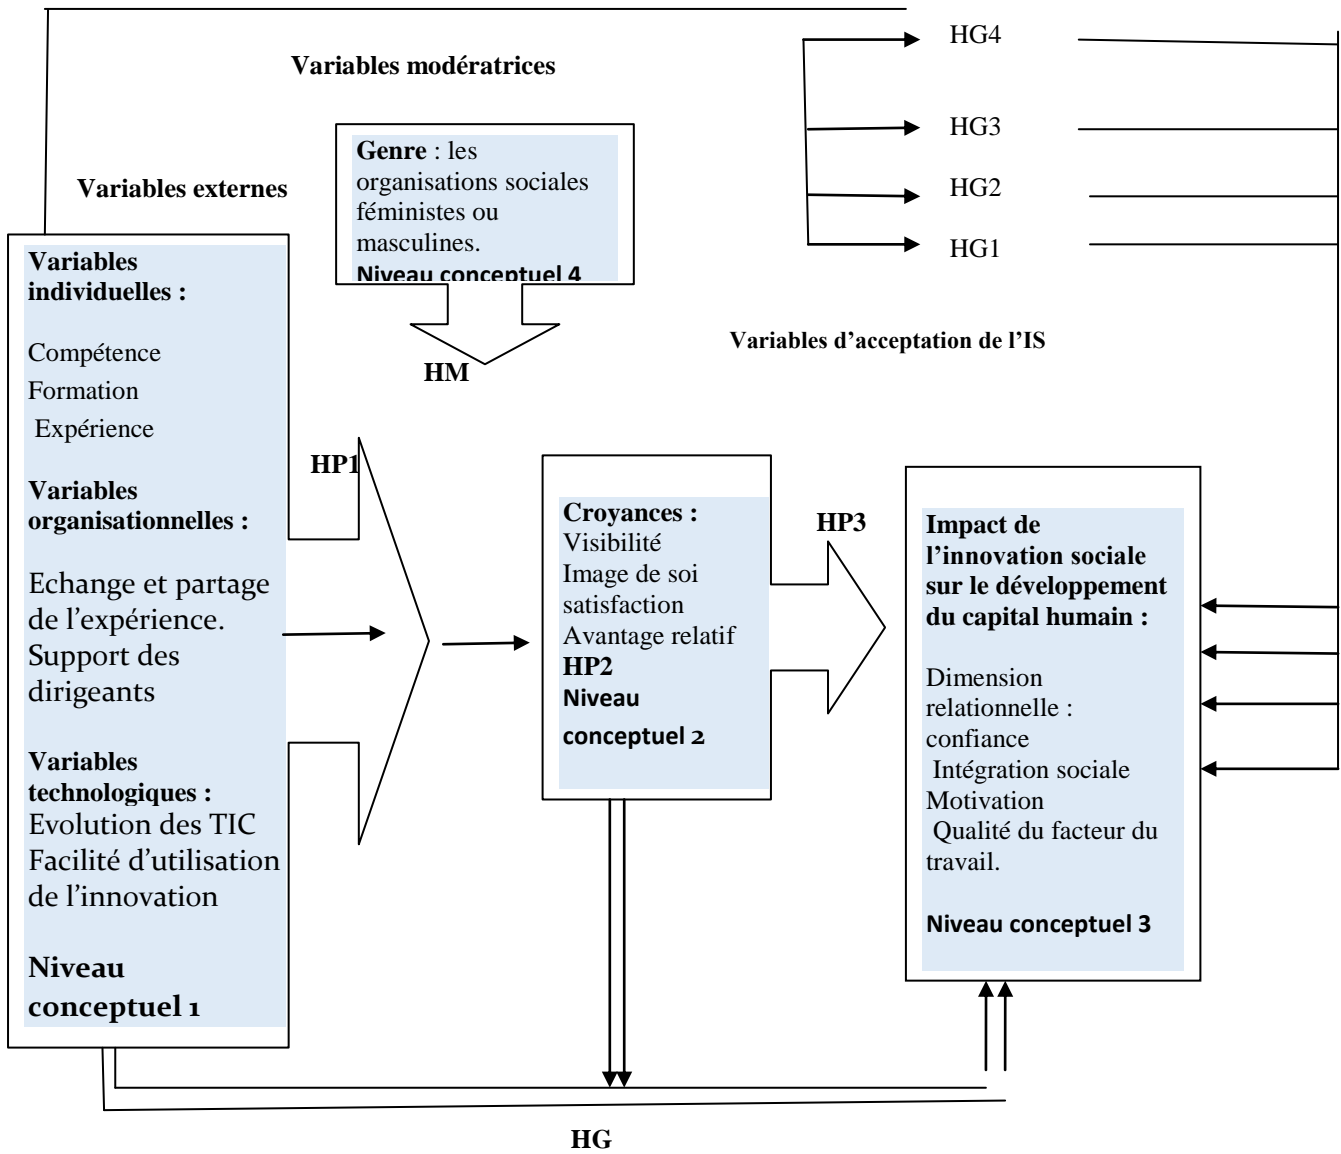 Variables modératrices
HG4
HG3
HG2
HG1
Genre : les
organisations sociales
féministes ou
masculines.
Niveau conceptuel 4
Variables externes
HM
Variables d’acceptation de l’IS
Variables
individuelles :
Compétence
Formation
Expérience
Variables
organisationnelles :
Echange et partage
de l’expérience.
Support des
dirigeants
Variables
technologiques :
Evolution des TIC
Facilité d’utilisation
de l’innovation
Niveau
conceptuel 1
HP1
Croyances :
Visibilité
Image de soi
satisfaction
Avantage relatif
HP2
Niveau
conceptuel 2
HP3
Impact de
l’innovation sociale
sur le développement
du capital humain :
Dimension
relationnelle :
confiance
Intégration sociale
Motivation
Qualité du facteur du
travail.
Niveau conceptuel 3
HG